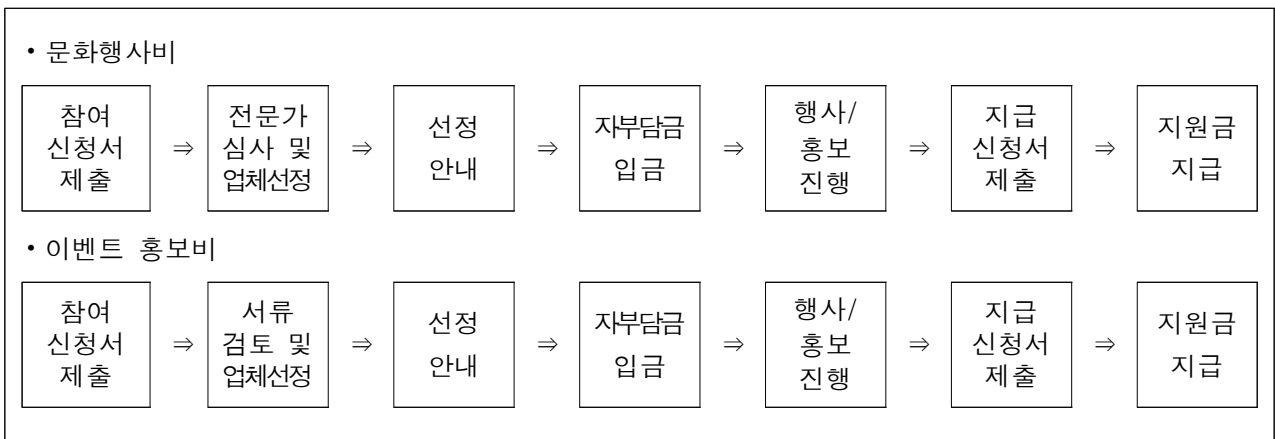 • 문화행사비
참여
신청서
제출
⇒
전문가
심사 및
업체선정
⇒
선정
안내
⇒
자부담금
입금
⇒
행사/
홍보
진행
⇒
지급
신청서
제출
⇒
지원금
지급
• 이벤트 홍보비
참여
신청서
제출
⇒
서류
검토 및
업체선정
⇒
선정
안내
⇒
자부담금
입금
⇒
행사/
홍보
진행
⇒
지급
신청서
제출
⇒
지원금
지급